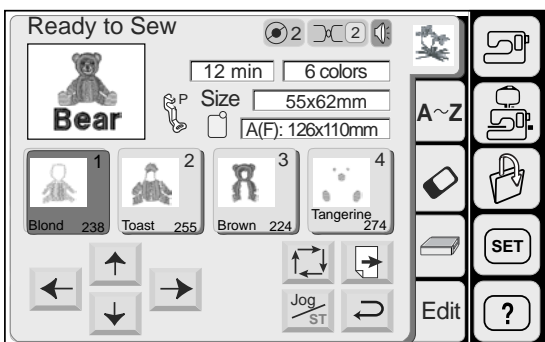 Ready to Sew
2
2
12 min
6 colors
P
Size
55x62mm
A(F): 126x110mm
Bear
A~Z
1
Blond 238
2
Toast 255
3
Brown 224
4
Tangerine 274
SET
Jog/ST
Edit
?